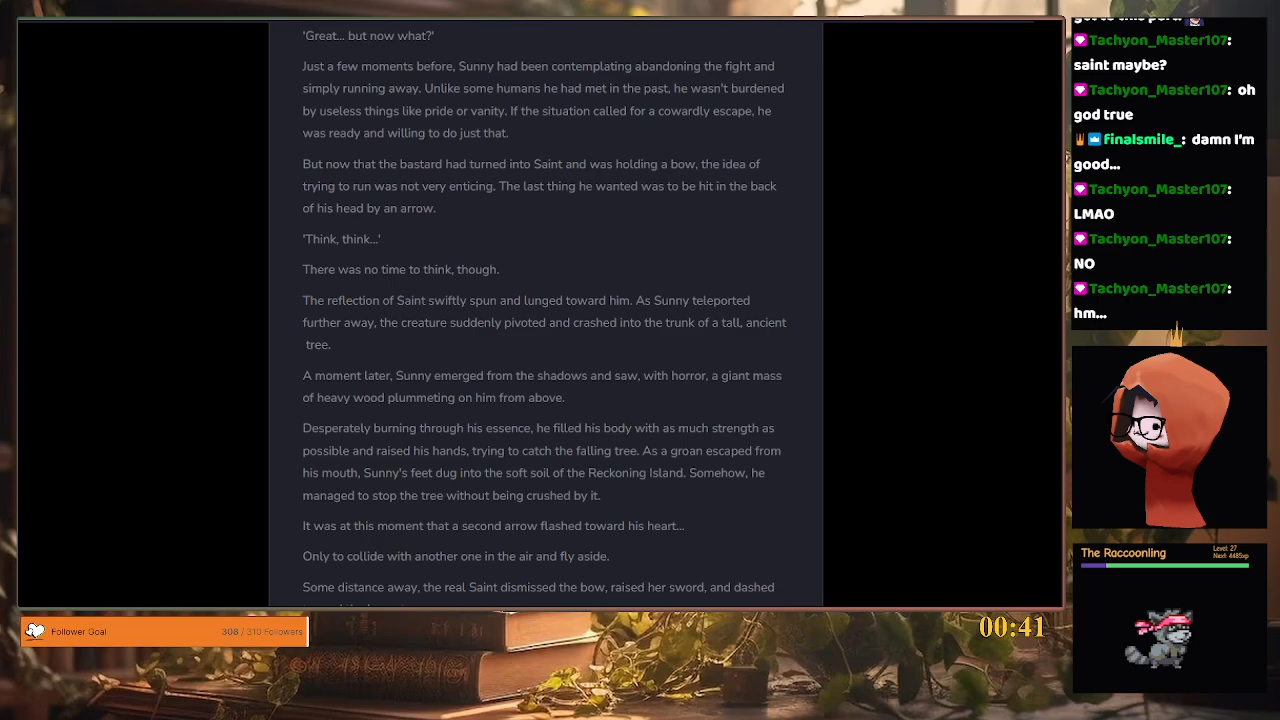 'Great... but now what?'
Just a few moments before, Sunny had been contemplating abandoning the fight and
simply running away. Unlike some humans he had met in the past, he wasn't burdened
by useless things like pride or vanity. If the situation called for a cowardly escape, he
was ready and willing to do just that.
But now that the bastard had turned into Saint and was holding a bow, the idea of
trying to run was not very enticing. The last thing he wanted was to be hit in the back
of his head by an arrow.
'Think, think...'
There was no time to think, though.
The reflection of Saint swiftly spun and lunged toward him. As Sunny teleported
further away, the creature suddenly pivoted and crashed into the trunk of a tall, ancient
tree.
A moment later, Sunny emerged from the shadows and saw, with horror, a giant mass
of heavy wood plummeting on him from above.
Desperately burning through his essence, he filled his body with as much strength as
possible and raised his hands, trying to catch the falling tree. As a groan escaped from
his mouth, Sunny's feet dug into the soft soil of the Reckoning Island. Somehow, he
managed to stop the tree without being crushed by it.
It was at this moment that a second arrow flashed toward his heart...
Only to collide with another one in the air and fly aside.
Some distance away, the real Saint dismissed the bow, raised her sword, and dashed
Tachyon_Master107:
saint maybe?
Tachyon_Master107: oh
god true
finalsmile_: damn I'm
good...
Tachyon_Master107:
LMAO
Tachyon_Master107:
NO
Tachyon_Master107:
hm...
The Raccoonling
Level: 27
Next: 4485xp
Follower Goal
308 / 310 Followers
00:41